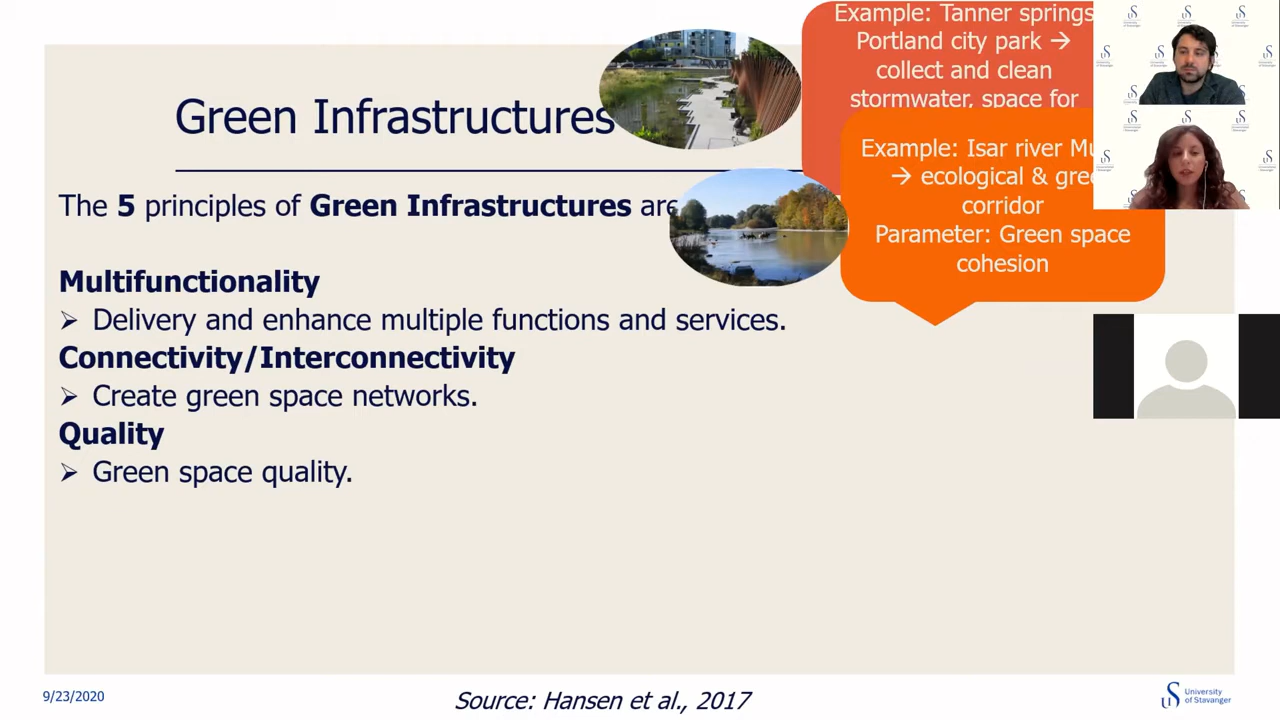 Example: Tanner springs
Portland city park →
collect and clean
stormwater, space for
Green Infrastructures
Example: Isar river
→ ecological &
corridor
Parameter: Green space
cohesion
The 5 principles of Green Infrastructures are
Multifunctionality
➢ Delivery and enhance multiple functions and services.
Connectivity/Interconnectivity
➢ Create green space networks.
Quality
➢ Green space quality.
9/23/2020
Source: Hansen et al., 2017
University
of Stavanger